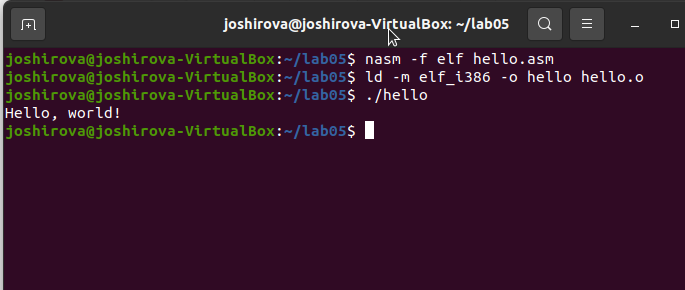 joshirova@joshirova-VirtualBox: ~/lab05
joshirova@joshirova-VirtualBox:~/lab05$ nasm -f elf hello.asm
joshirova@joshirova-VirtualBox:~/lab05$ ld -m elf_i386 -o hello hello.o
joshirova@joshirova-VirtualBox:~/lab05$ ./hello
Hello, world!
joshirova@joshirova-VirtualBox:~/lab05$